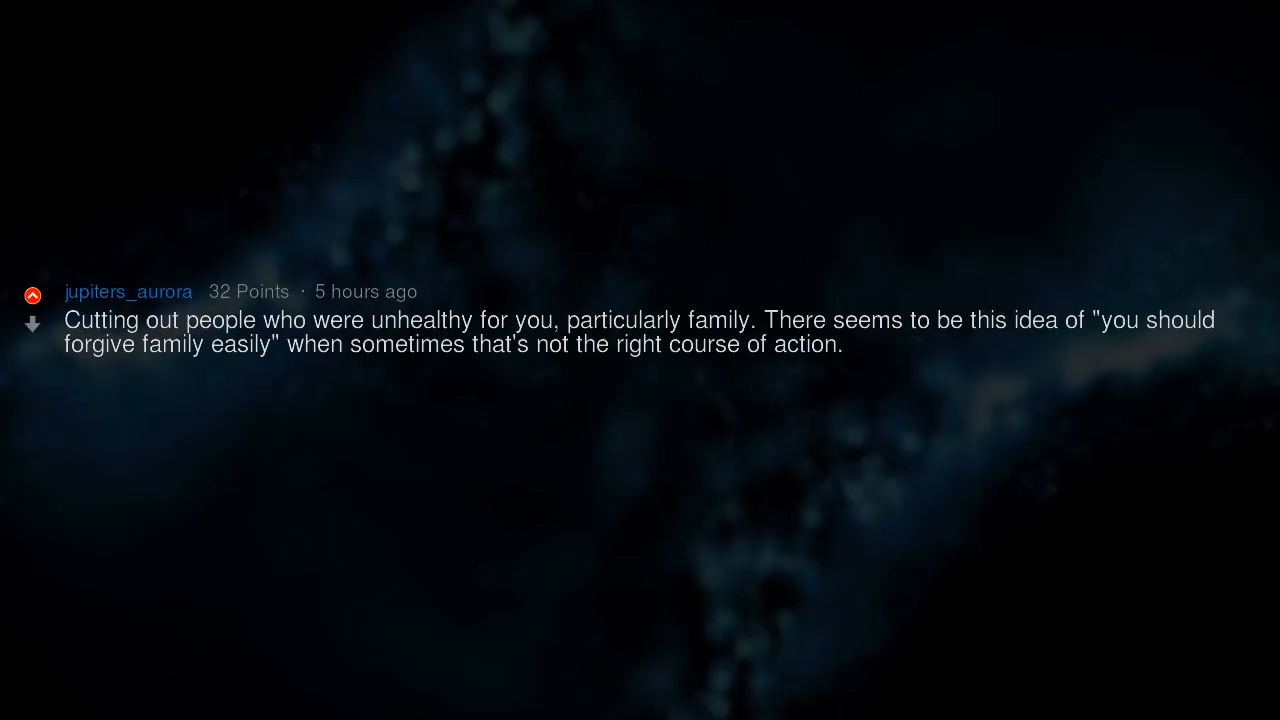 jupiters_aurora 32 Points · 5 hours ago
Cutting out people who were unhealthy for you, particularly family. There seems to be this idea of "you should
forgive family easily" when sometimes that's not the right course of action.